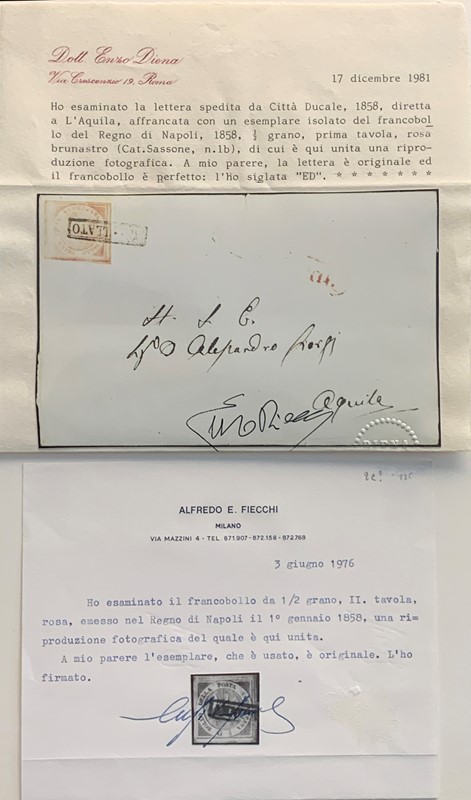 Dott. Enzo Diena
Via Crescenzio 19, Roma
17 dicembre 1981
Ho esaminato la lettera spedita da Città Ducale, 1858, diretta
a L'Aquila, affrancata con un esemplare isolato del francobol
lo del Regno di Napoli, 1858, ½ grano, prima tavola, rosa
brunastro (Cat.Sassone, n.1b), di cui è qui unita una ripro-
duzione fotografica. A mio parere, la lettera è originale ed
il francobollo è perfetto: l'Ho siglata "ED". * * * * * * *
LLATO
Aquila
DIENA
ALFREDO E. FIECCHI
MILANO
VIA MAZZINI 4 - TEL. 871.907-872.158-872769
3 giugno 1976
Ho esaminato il francobollo da 1/2 grano, II. tavola,
rosa, emesso nel Regno di Napoli il 1° gennaio 1858, una ri=
produzione fotografica del quale è qui unita.
A mio parere l'esemplare, che è usato, è originale. L'ho
firmato.
POSTA